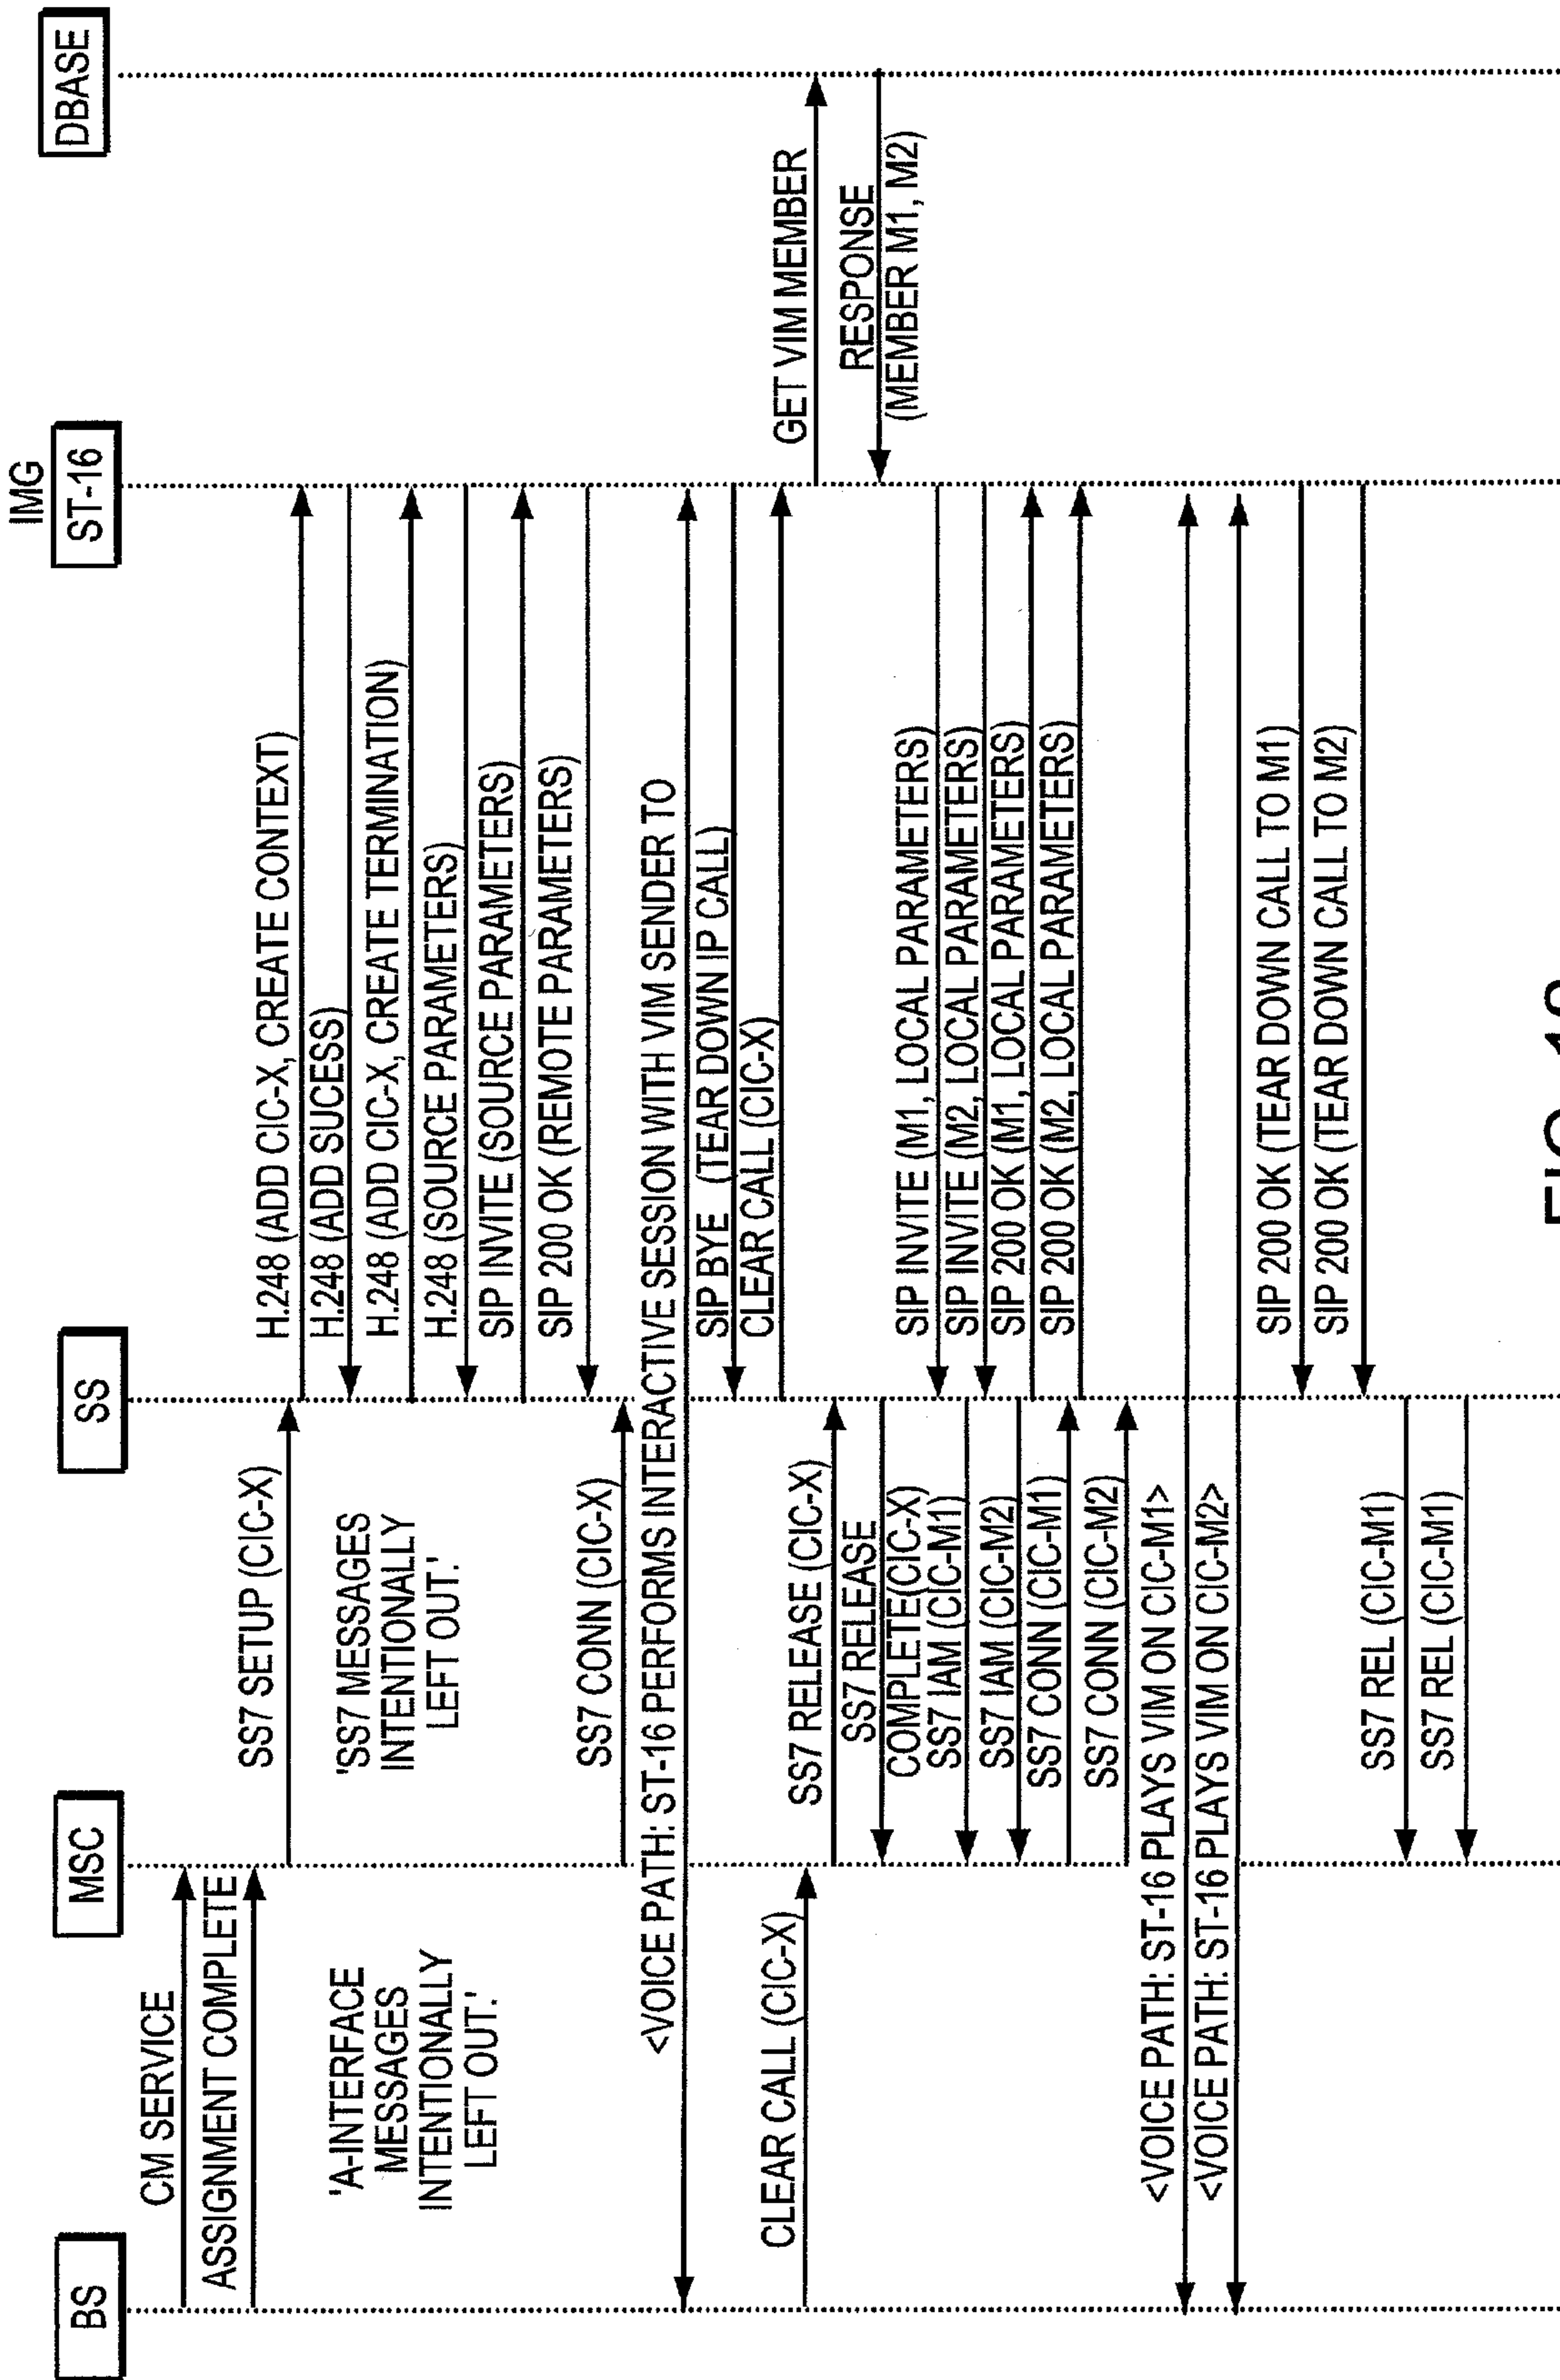 BS
MSC
SS
IMG
ST-16
DBASE
CM SERVICE
ASSIGNMENT COMPLETE
SS7 SETUP (CIC-X)
H.248 (ADD CIC-X, CREATE CONTEXT)
H.248 (ADD SUCESS)
'A-INTERFACE
MESSAGES
INTENTIONALLY
LEFT OUT.'
'SS7 MESSAGES
INTENTIONALLY
LEFT OUT.'
H.248 (ADD CIC-X, CREATE TERMINATION)
H.248 (SOURCE PARAMETERS)
SIP INVITE (SOURCE PARAMETERS)
SIP 200 OK (REMOTE PARAMETERS)
SS7 CONN (CIC-X)
<VOICE PATH: ST-16 PERFORMS INTERACTIVE SESSION WITH VIM SENDER TO
SIP BYE (TEAR DOWN IP CALL)
CLEAR CALL (CIC-X)
CLEAR CALL (CIC-X)
GET VIM MEMBER
SS7 RELEASE (CIC-X)
SS7 RELEASE
COMPLETE(CIC-X)
RESPONSE
(MEMBER M1, M2)
SIP INVITE (M1, LOCAL PARAMETERS)
SS7 IAM (CIC-M1)
SIP INVITE (M2, LOCAL PARAMETERS)
SS7 IAM (CIC-M2)
SIP 200 OK (M1, LOCAL PARAMETERS)
SS7 CONN (CIC-M1)
SIP 200 OK (M2, LOCAL PARAMETERS)
SS7 CONN (CIC-M2)
<VOICE PATH: ST-16 PLAYS VIM ON CIC-M1>
<VOICE PATH: ST-16 PLAYS VIM ON CIC-M2>
SIP 200 OK (TEAR DOWN CALL TO M1)
SIP 200 OK (TEAR DOWN CALL TO M2)
SS7 REL (CIC-M1)
SS7 REL (CIC-M1)